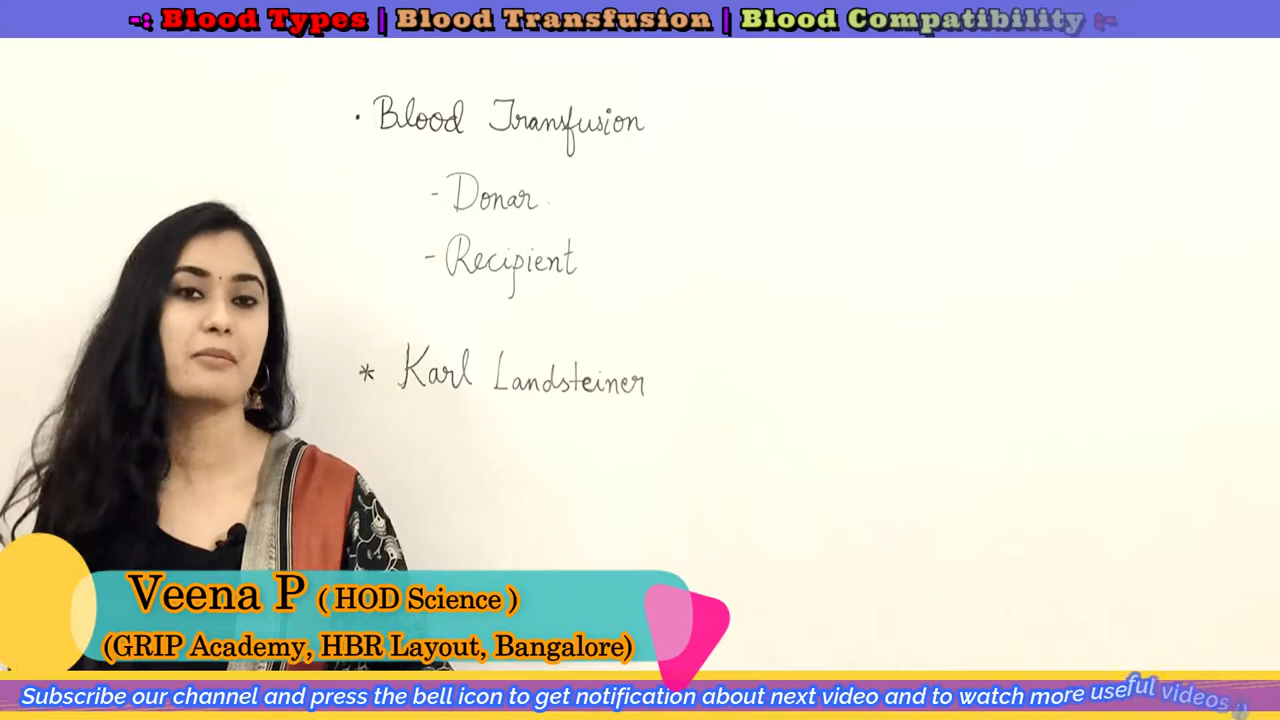 -: Blood Types | Blood Transfusion | Blood Compatibility :-
· Blood Transfusion
- Donar
- Recipient
* Karl Landsteiner
Veena P ( HOD Science )
(GRIP Academy, HBR Layout, Bangalore)
Subscribe our channel and press the bell icon to get notification about next video and to watch more useful videos :)